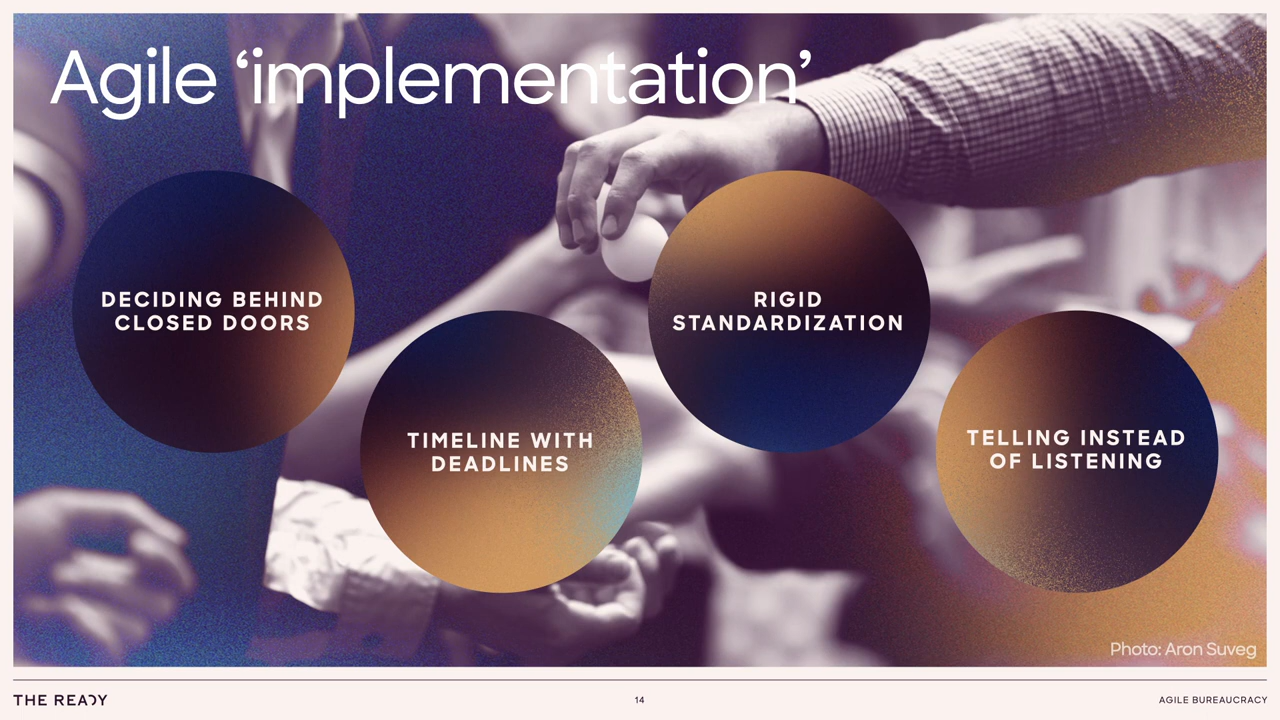 Agile ‘implementation’
DECIDING BEHIND
CLOSED DOORS
TIMELINE WITH
DEADLINES
RIGID
STANDARDIZATION
TELLING INSTEAD
OF LISTENING
Photo: Aron Suveg
THE READY
14
AGILE BUREAUCRACY